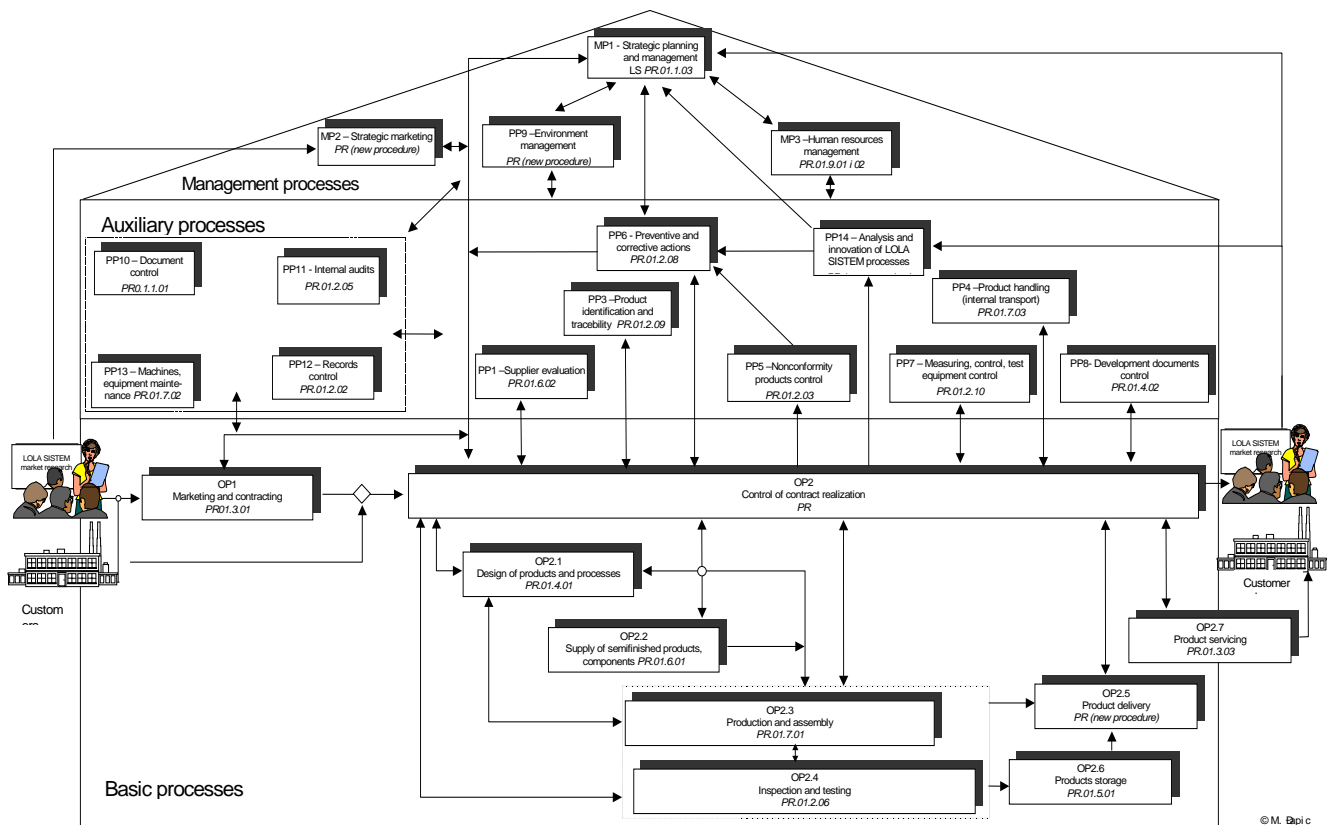 MP1 - Strategic planning
and management
LS PR.01.1.03
MP2 – Strategic marketing
PR (new procedure)
PP9 –Environment
management
PR (new procedure)
MP3 –Human resources
management
PR.01.9.01 i 02
Management processes
Auxiliary processes
PP10 – Document
control
PR0.1.1.01
PP11 - Internal audits
PR.01.2.05
PP6 - Preventive and
corrective actions
PR.01.2.08
PP14 – Analysis and
innovation of LOLA
SISTEM processes
PP4 –Product handling
(internal transport)
PR.01.7.03
PP3 –Product
identification and
tracebility PR.01.2.09
PP13 – Machines,
equipment mainte-
nance PR.01.7.02
PP12 – Records
control
PR.01.2.02
PP1 –Supplier evaluation
PR.01.6.02
PP5 –Nonconformity
products control
PR.01.2.03
PP7 – Measuring, control, test
equipment control
PR.01.2.10
PP8- Development documents
control
PR.01.4.02
LOLA SISTEM
market research
LOLA SISTEM
market research
OP1
Marketing and contracting
PR01.3.01
OP2
Control of contract realization
PR
Custom
Customer
OP2.1
Design of products and processes
PR.01.4.01
OP2.2
Supply of semifinished products,
components PR.01.6.01
OP2.7
Product servicing
PR.01.3.03
OP2.3
Production and assembly
PR.01.7.01
OP2.5
Product delivery
PR (new procedure)
OP2.4
Inspection and testing
PR.01.2.06
OP2.6
Products storage
PR.01.5.01
Basic processes
© M.